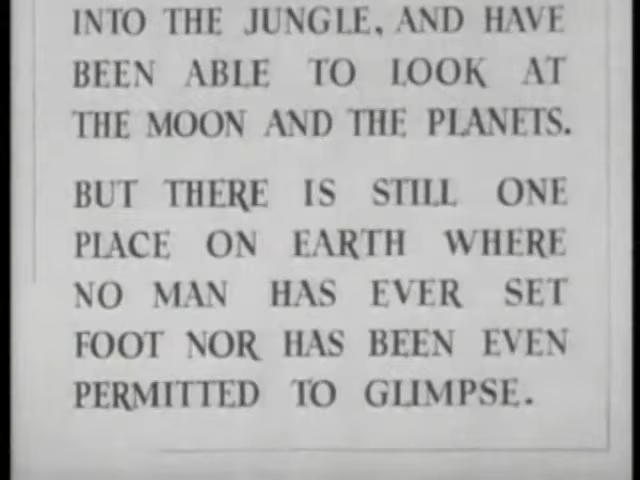 INTO THE JUNGLE, AND HAVE
BEEN ABLE TO LOOK AT
THE MOON AND THE PLANETS.
BUT THERE IS STILL ONE
PLACE ON EARTH WHERE
NO MAN HAS EVER SET
FOOT NOR HAS BEEN EVEN
PERMITTED TO GLIMPSE.